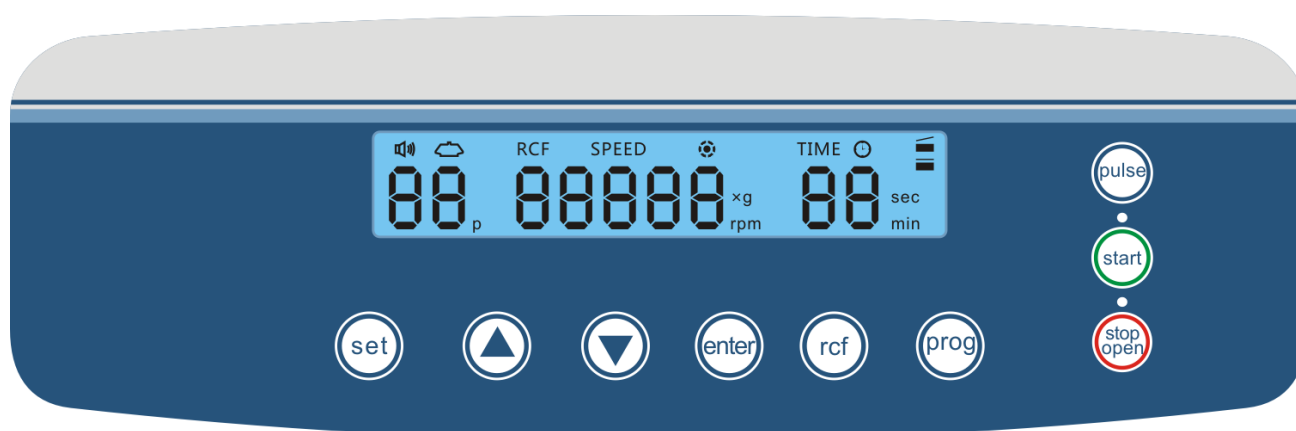 RCF SPEED TIME
88 p 88888 ×g rpm 88 sec min
pulse
start
stop
open
set enter rcf prog